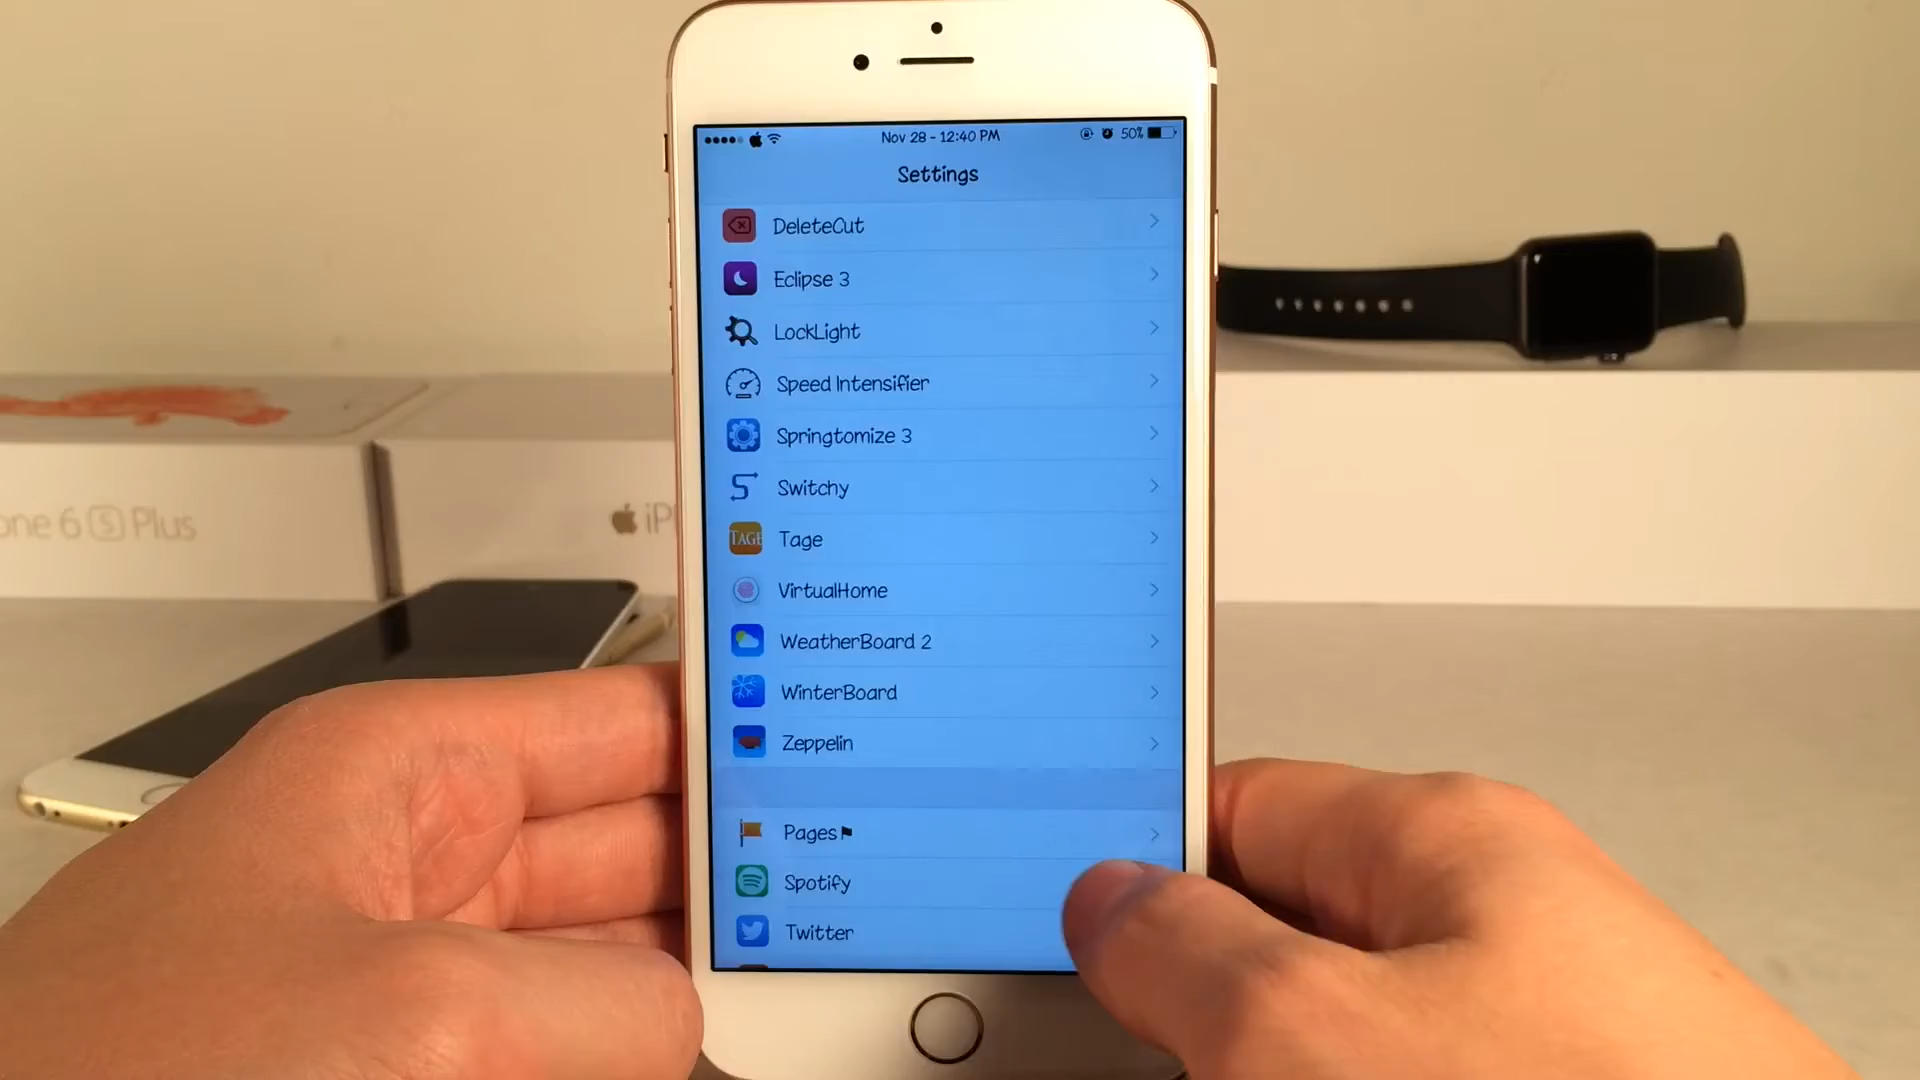 Nov 28 - 12:40 PM
50%
Settings
DeleteCut
Eclipse 3
LockLight
Speed Intensifier
Springtomize 3
Switchy
TAGE
Tage
VirtualHome
WeatherBoard 2
WinterBoard
Zeppelin
Pages
Spotify
Twitter
one 6 S Plus
iP